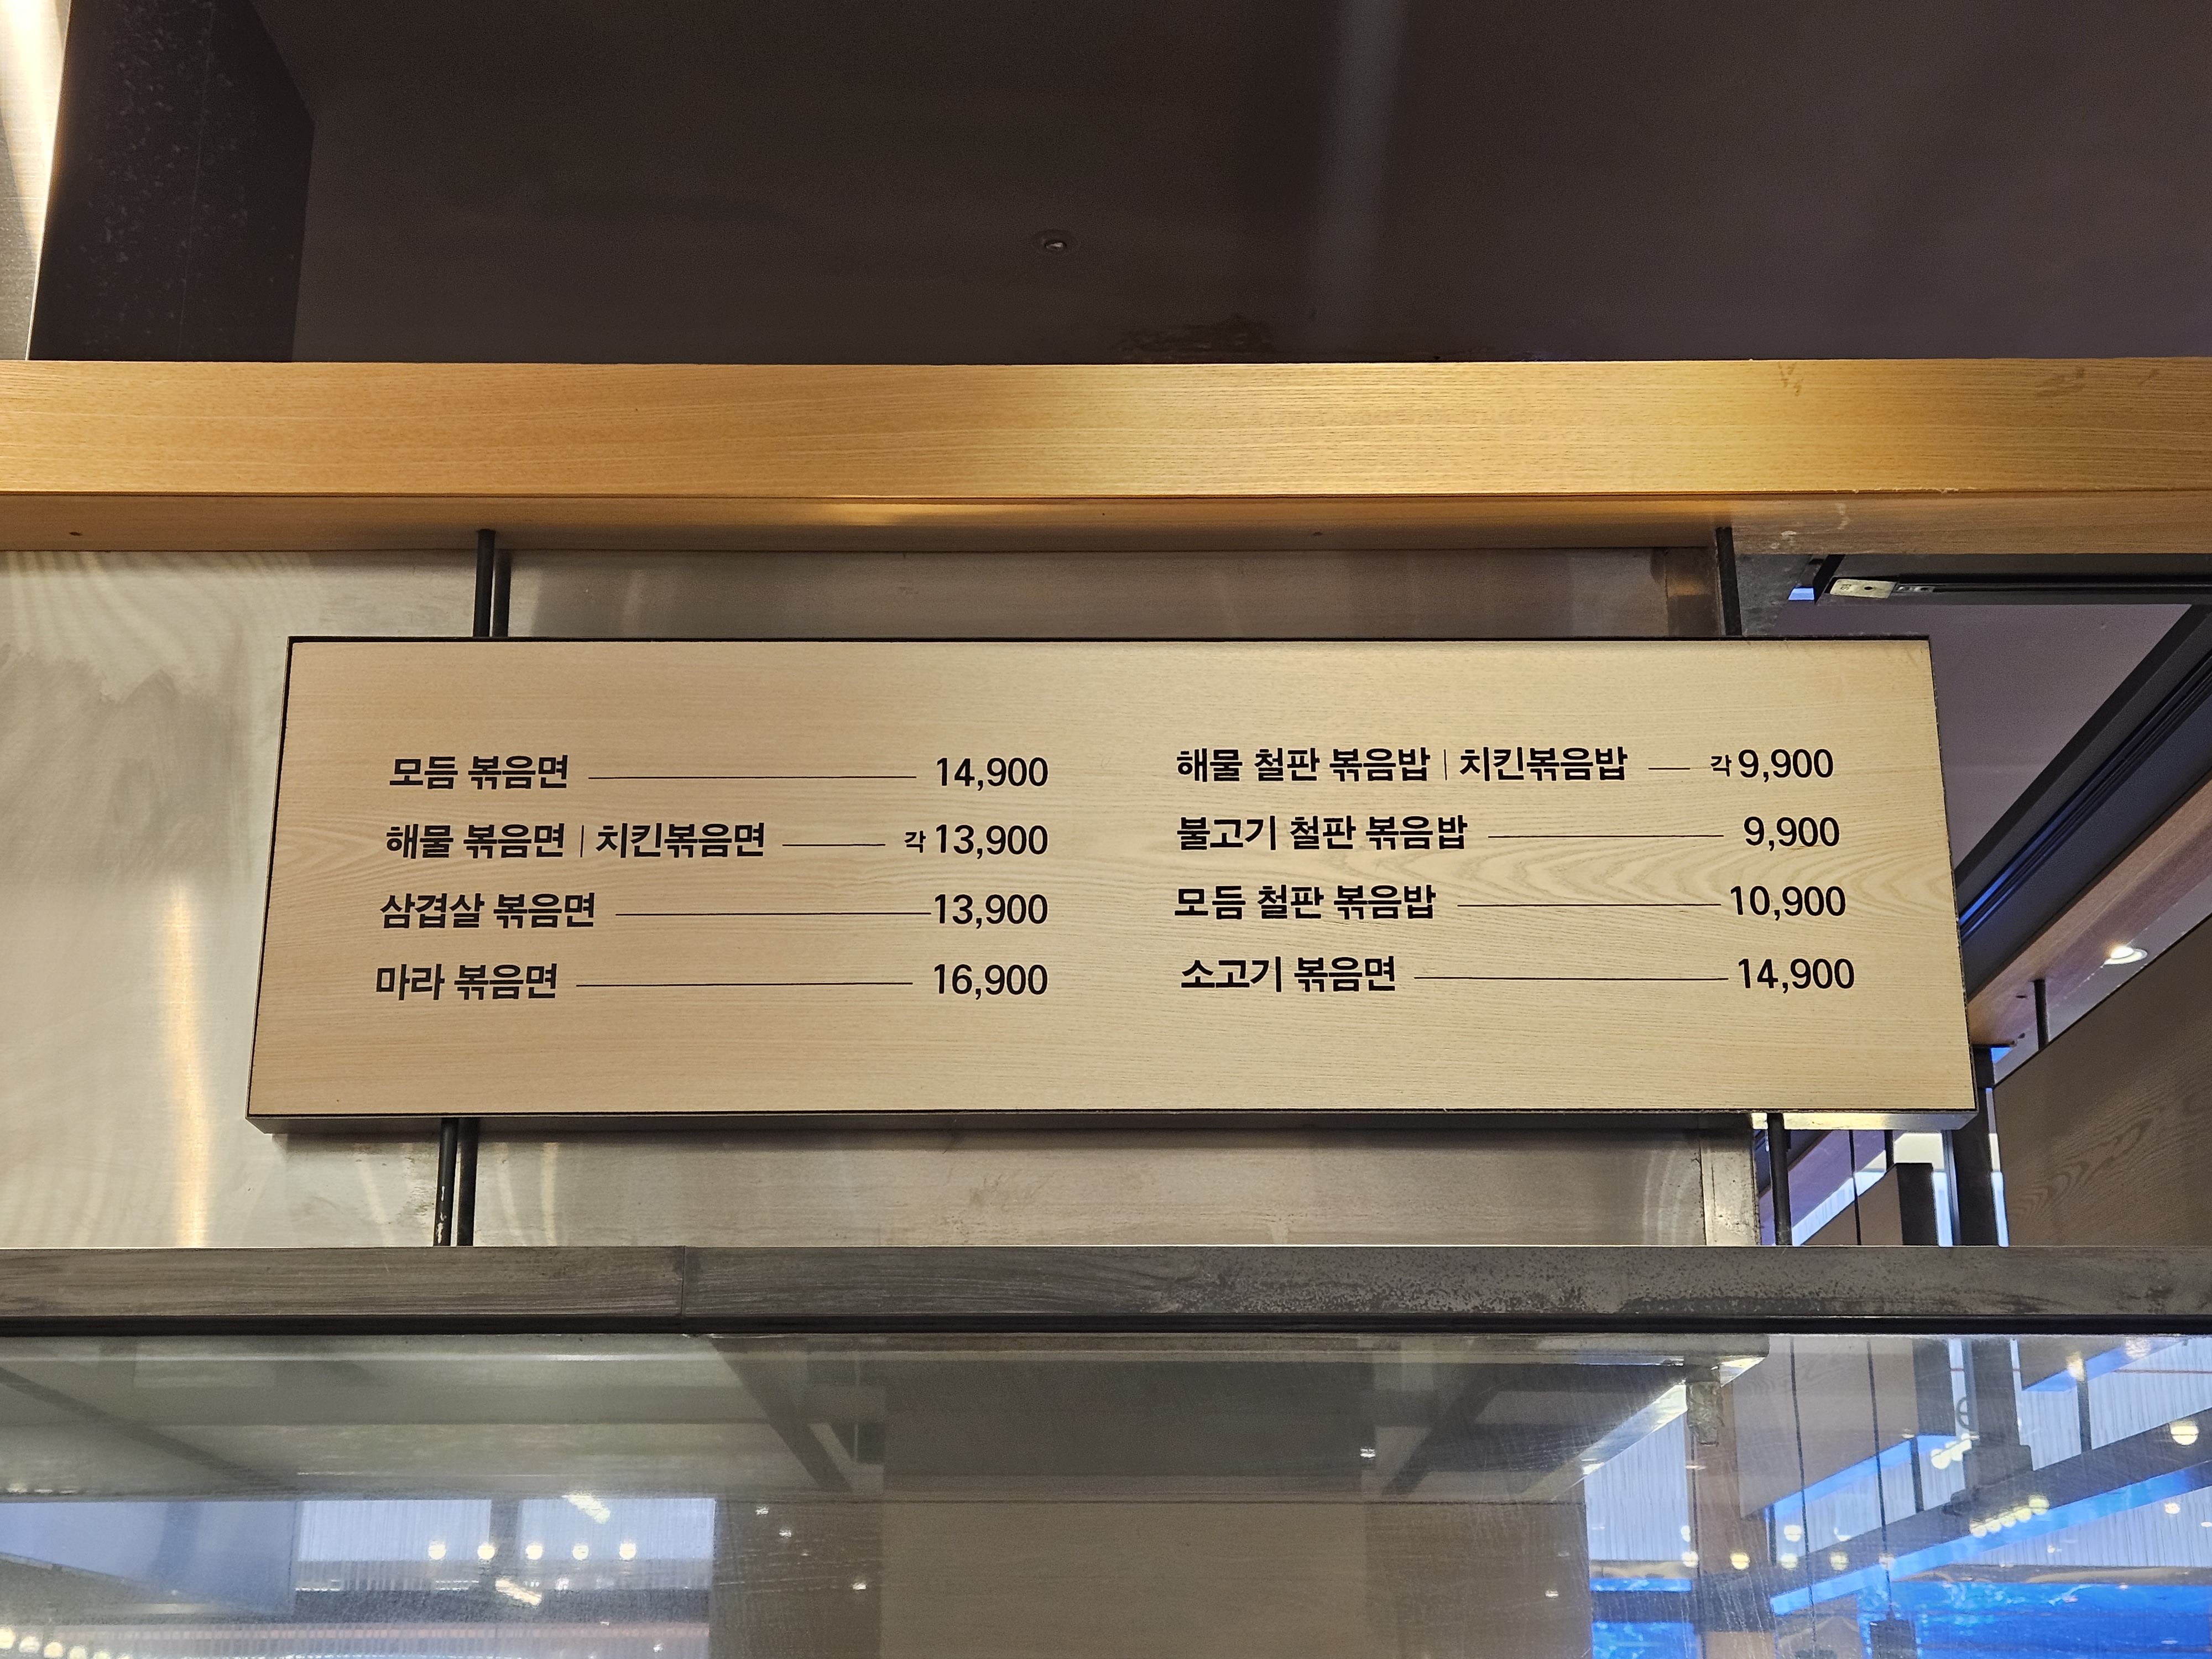 모듬 볶음면 14,900
해물 볶음면 | 치킨볶음면 각 13,900
삼겹살 볶음면 13,900
마라 볶음면 16,900
해물 철판 볶음밥 | 치킨볶음밥 각 9,900
불고기 철판 볶음밥 9,900
모듬 철판 볶음밥 10,900
소고기 볶음면 14,900